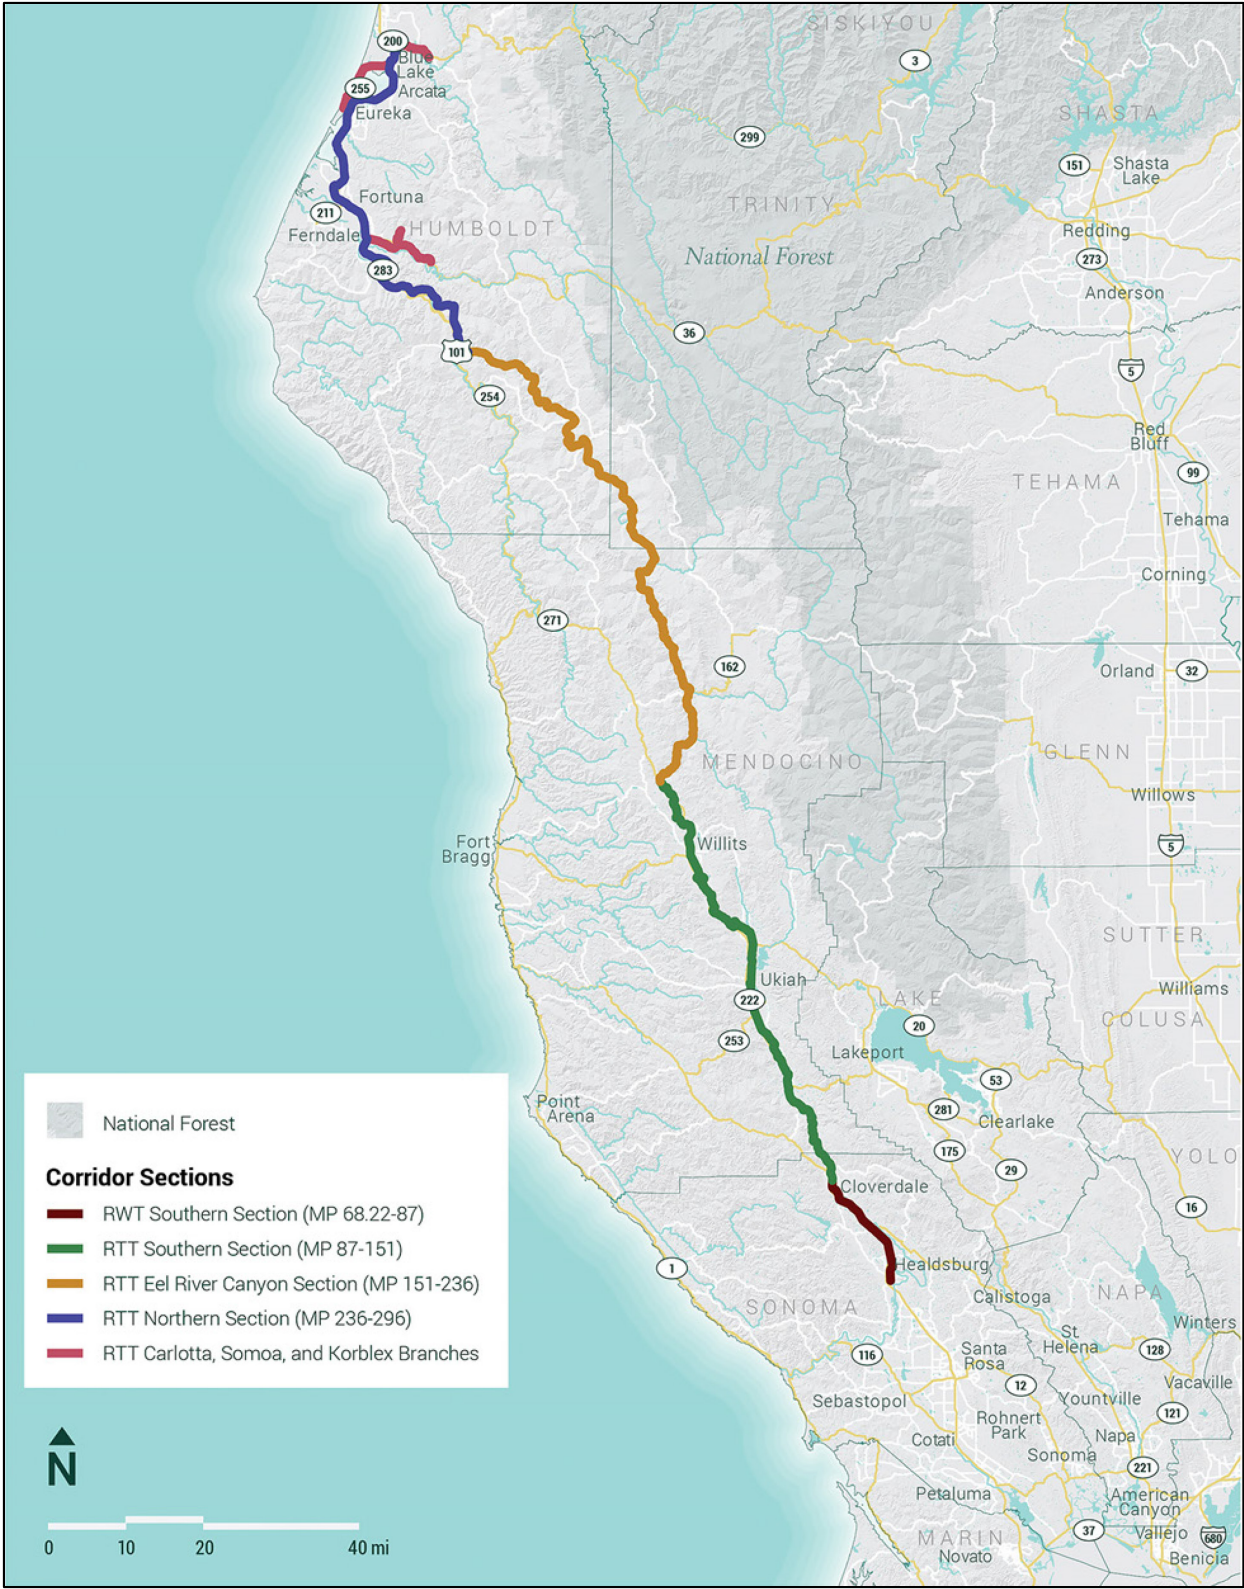 SISKIYOU
200
3
Blue
Lake
255
Arcata
Eureka
SHASTA
299
151
Shasta
Lake
Fortuna
TRINITY
211
Ferndale
HUMBOLDT
Redding
National Forest
273
283
Anderson
36
101
5
254
Red
Bluff
99
TEHAMA
Tehama
Corning
271
162
Orland
32
MENDOCINO
GLENN
Willows
Fort
Bragg
Willits
5
SUTTER
Ukiah
Williams
222
LAKE
COLUSA
20
253
Lakeport
53
Point
Arena
281
Clearlake
175
29
YOLO
Cloverdale
16
1
Healdsburg
SONOMA
Calistoga
NAPA
Winters
St
Helena
128
116
Santa
Rosa
12
Vacaville
Sebastopol
Yountville
121
Rohnert
Park
Cotati
Napa
Sonoma
221
Petaluma
American
Canyon
37
Vallejo
680
MARIN
Novato
Benicia
National Forest
Corridor Sections
RWT Southern Section (MP 68.22-87)
RTT Southern Section (MP 87-151)
RTT Eel River Canyon Section (MP 151-236)
RTT Northern Section (MP 236-296)
RTT Carlotta, Somoa, and Korblex Branches
N
0 10 20 40 mi